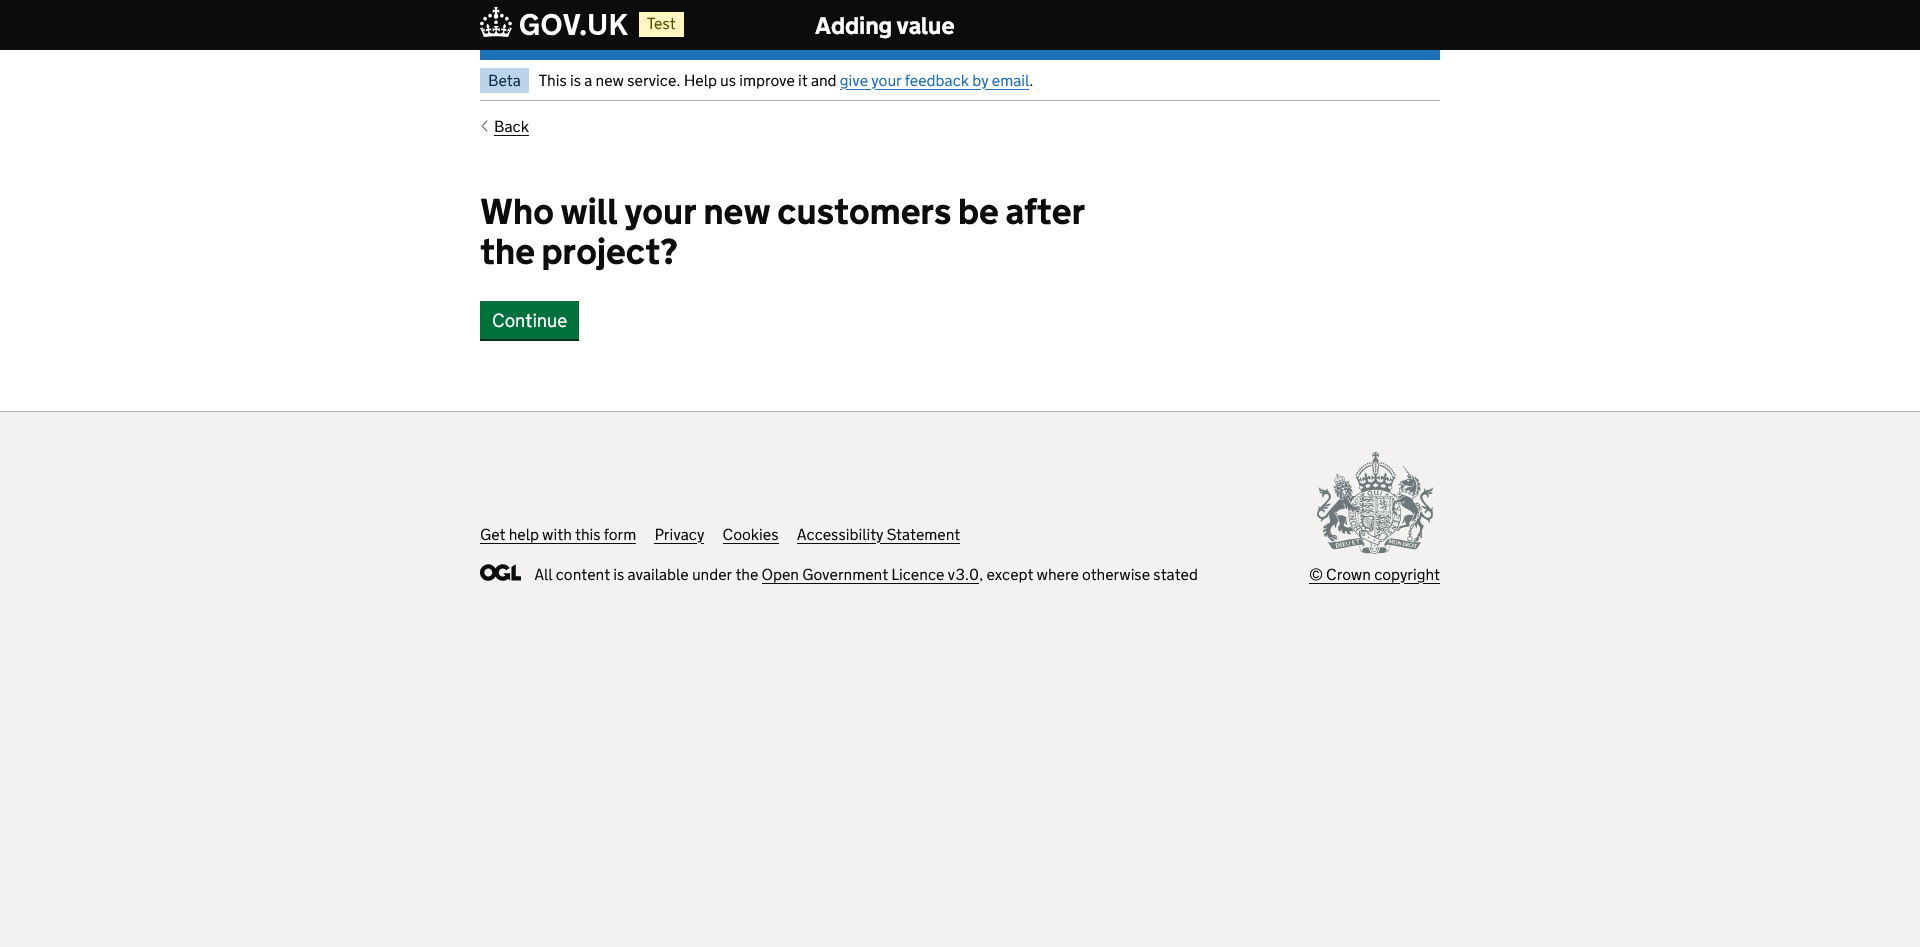 GOV.UK Test Adding value
Beta This is a new service. Help us improve it and give your feedback by email.
Back
Who will your new customers be after
the project?
Continue
Get help with this form Privacy Cookies Accessibility Statement
OGL All content is available under the Open Government Licence v3.0, except where otherwise stated
© Crown copyright